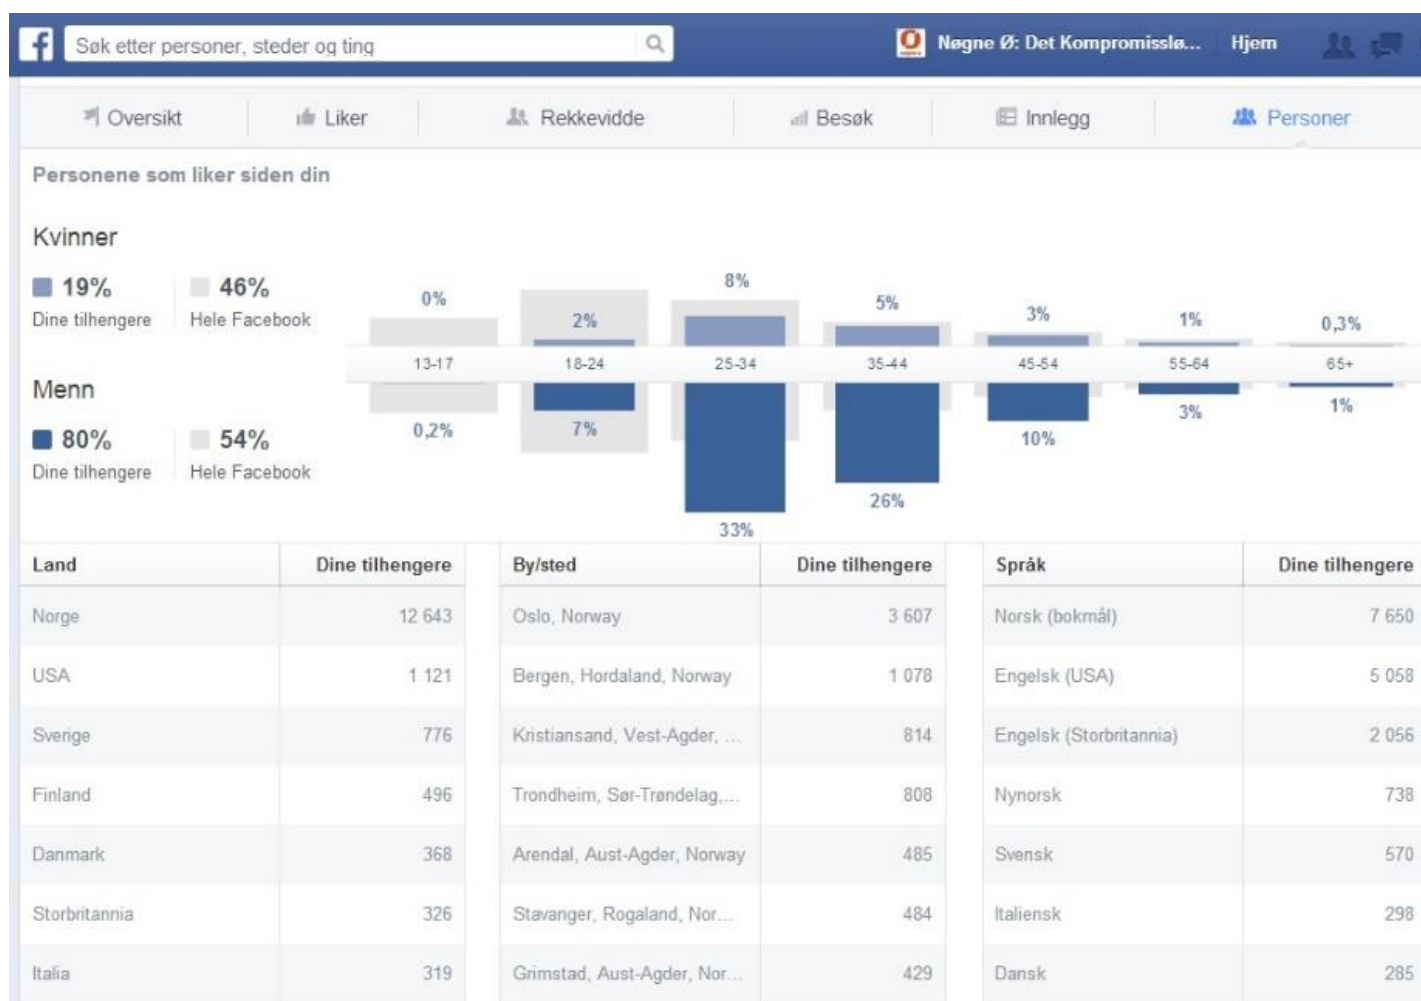 Søk etter personer, steder og ting
Nøgne Ø: Det Kompromisslø... Hjem
Oversikt Liker Rekkevidde Besøk Innlegg Personer
Personene som liker siden din
Kvinner
19% 46%
Dine tilhengere Hele Facebook
0% 2% 8% 5% 3% 1% 0,3%
13-17 18-24 25-34 35-44 45-54 55-64 65+
Menn
80% 54%
Dine tilhengere Hele Facebook
0,2% 7% 33% 26% 10% 3% 1%
Land Dine tilhengere By/sted Dine tilhengere Språk Dine tilhengere
Norge 12 643 Oslo, Norway 3 607 Norsk (bokmål) 7 650
USA 1 121 Bergen, Hordaland, Norway 1 078 Engelsk (USA) 5 058
Sverige 776 Kristiansand, Vest-Agder, ... 814 Engelsk (Storbritannia) 2 056
Finland 496 Trondheim, Sør-Trøndelag,... 808 Nynorsk 738
Danmark 368 Arendal, Aust-Agder, Norway 485 Svensk 570
Storbritannia 326 Stavanger, Rogaland, Nor... 484 Italiensk 298
Italia 319 Grimstad, Aust-Agder, Nor... 429 Dansk 285